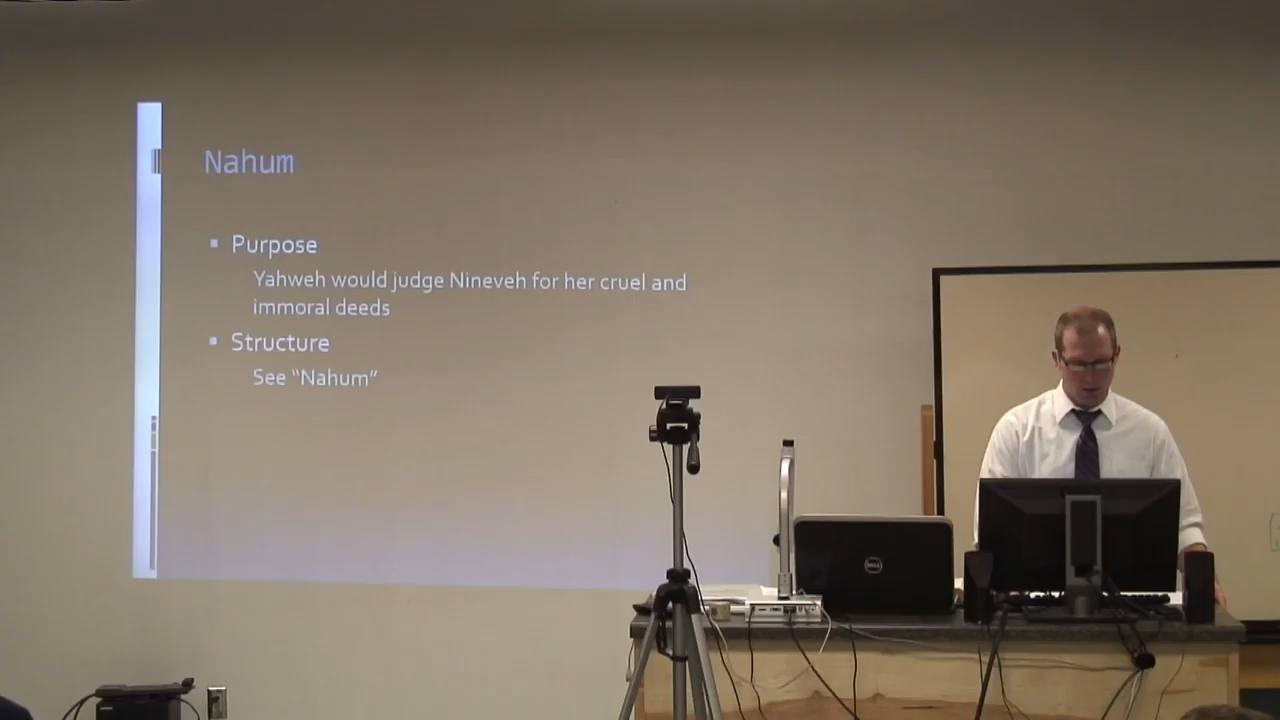 Nahum
Purpose
Yahweh would judge Nineveh for her cruel and
immoral deeds
Structure
See “Nahum”
DELL